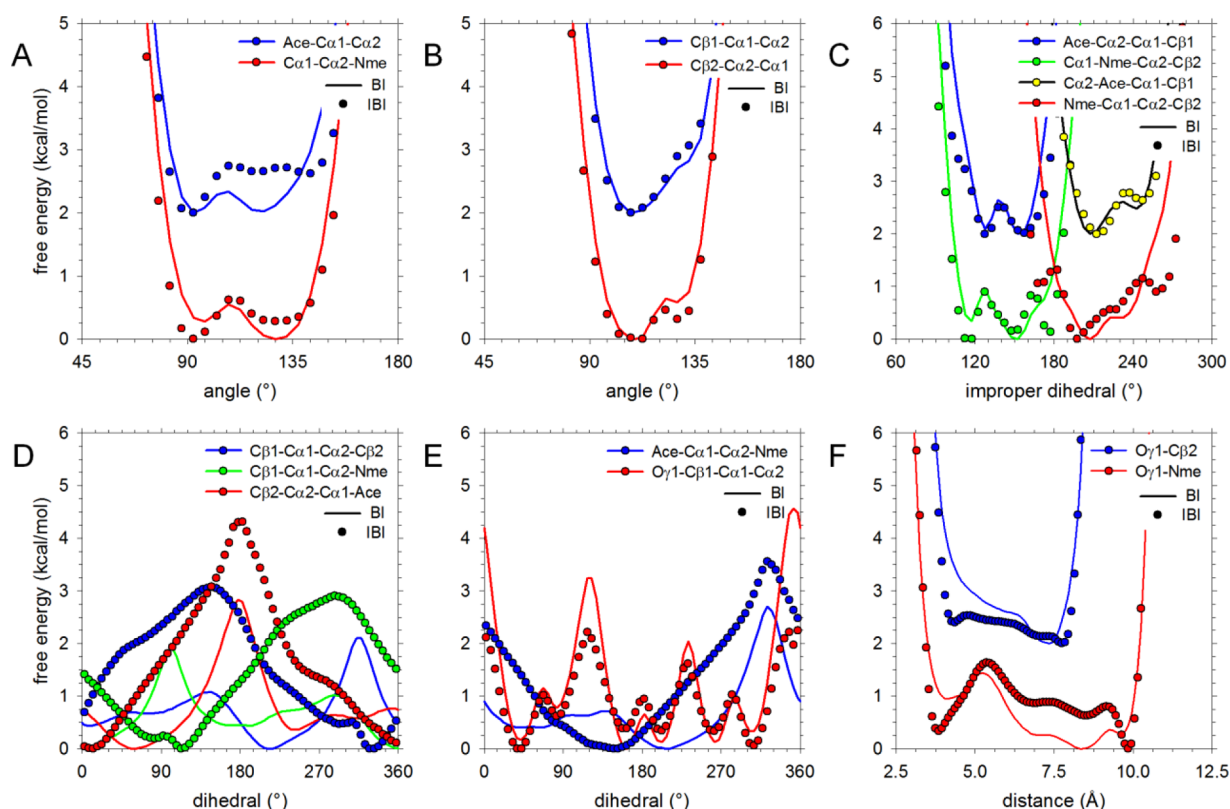 A
Ace-Cα1-Cα2
Cα1-Cα2-Nme
BI
IBI
free energy (kcal/mol)
5
4
3
2
1
0
45 90 135 180
angle (°)
B
Cβ1-Cα1-Cα2
Cβ2-Cα2-Cα1
BI
IBI
5
4
3
2
1
0
45 90 135 180
angle (°)
C
Ace-Cα2-Cα1-Cβ1
Cα1-Nme-Cα2-Cβ2
Cα2-Ace-Cα1-Cβ1
Nme-Cα1-Cα2-Cβ2
BI
IBI
6
5
4
3
2
1
0
60 120 180 240 300
improper dihedral (°)
D
Cβ1-Cα1-Cα2-Cβ2
Cβ1-Cα1-Cα2-Nme
Cβ2-Cα2-Cα1-Ace
BI
IBI
free energy (kcal/mol)
6
5
4
3
2
1
0
0 90 180 270 360
dihedral (°)
E
Ace-Cα1-Cα2-Nme
Oγ1-Cβ1-Cα1-Cα2
BI
IBI
6
5
4
3
2
1
0
0 90 180 270 360
dihedral (°)
F
Oγ1-Cβ2
Oγ1-Nme
BI
IBI
6
5
4
3
2
1
0
2.5 5.0 7.5 10.0 12.5
distance (Å)